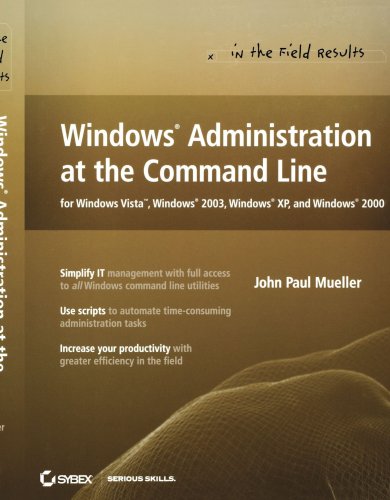 in the Field Results
Windows® Administration
at the Command Line
for Windows Vista™, Windows® 2003, Windows® XP, and Windows® 2000
Simplify IT management with full access
to all Windows command line utilities
John Paul Mueller
Use scripts to automate time-consuming
administration tasks
Increase your productivity with
greater efficiency in the field
SYBEX
SERIOUS SKILLS.
Windows® Administration at the